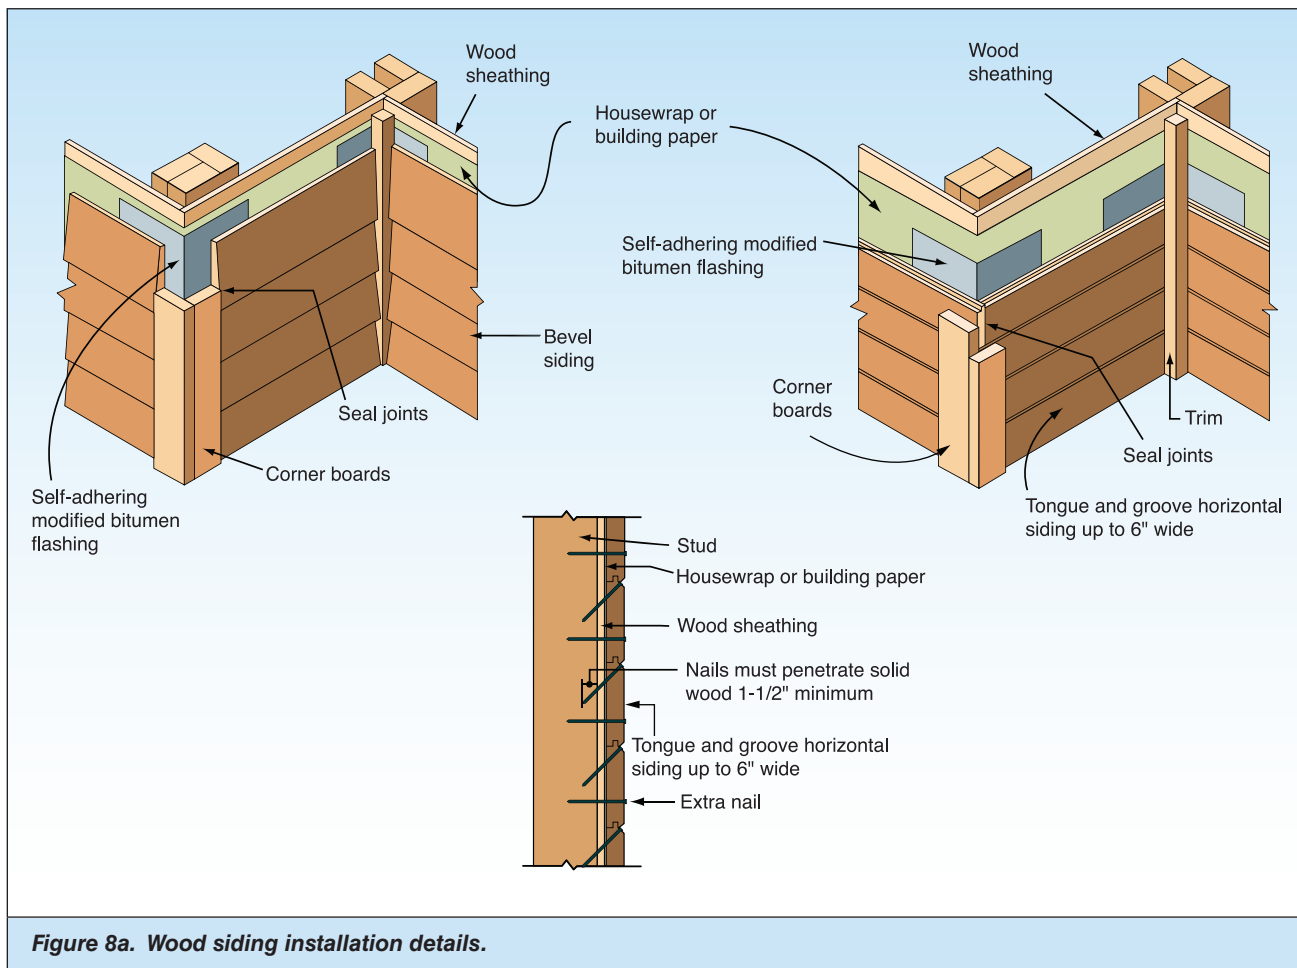 Wood
sheathing
Housewrap or
building paper
Bevel
siding
Seal joints
Corner boards
Self-adhering
modified bitumen
flashing
Wood
sheathing
Self-adhering modified
bitumen flashing
Corner
boards
Trim
Seal joints
Tongue and groove horizontal
siding up to 6" wide
Stud
Housewrap or building paper
Wood sheathing
Nails must penetrate solid
wood 1-1/2" minimum
Tongue and groove horizontal
siding up to 6" wide
Extra nail
Figure 8a. Wood siding installation details.